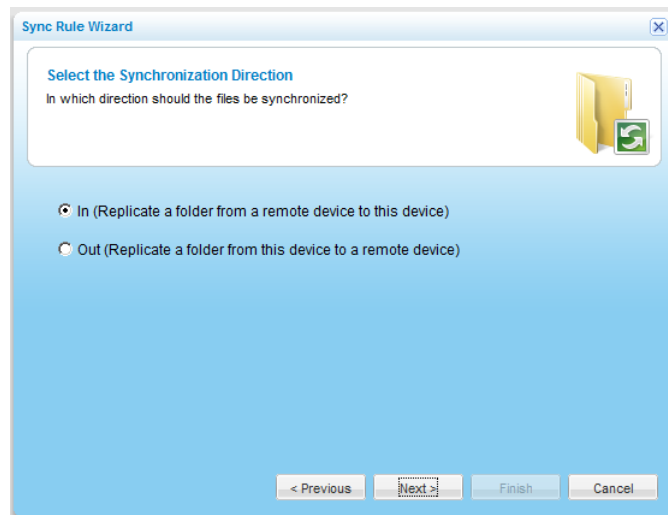 Sync Rule Wizard
Select the Synchronization Direction
In which direction should the files be synchronized?
In (Replicate a folder from a remote device to this device)
Out (Replicate a folder from this device to a remote device)
< Previous Next > Finish Cancel